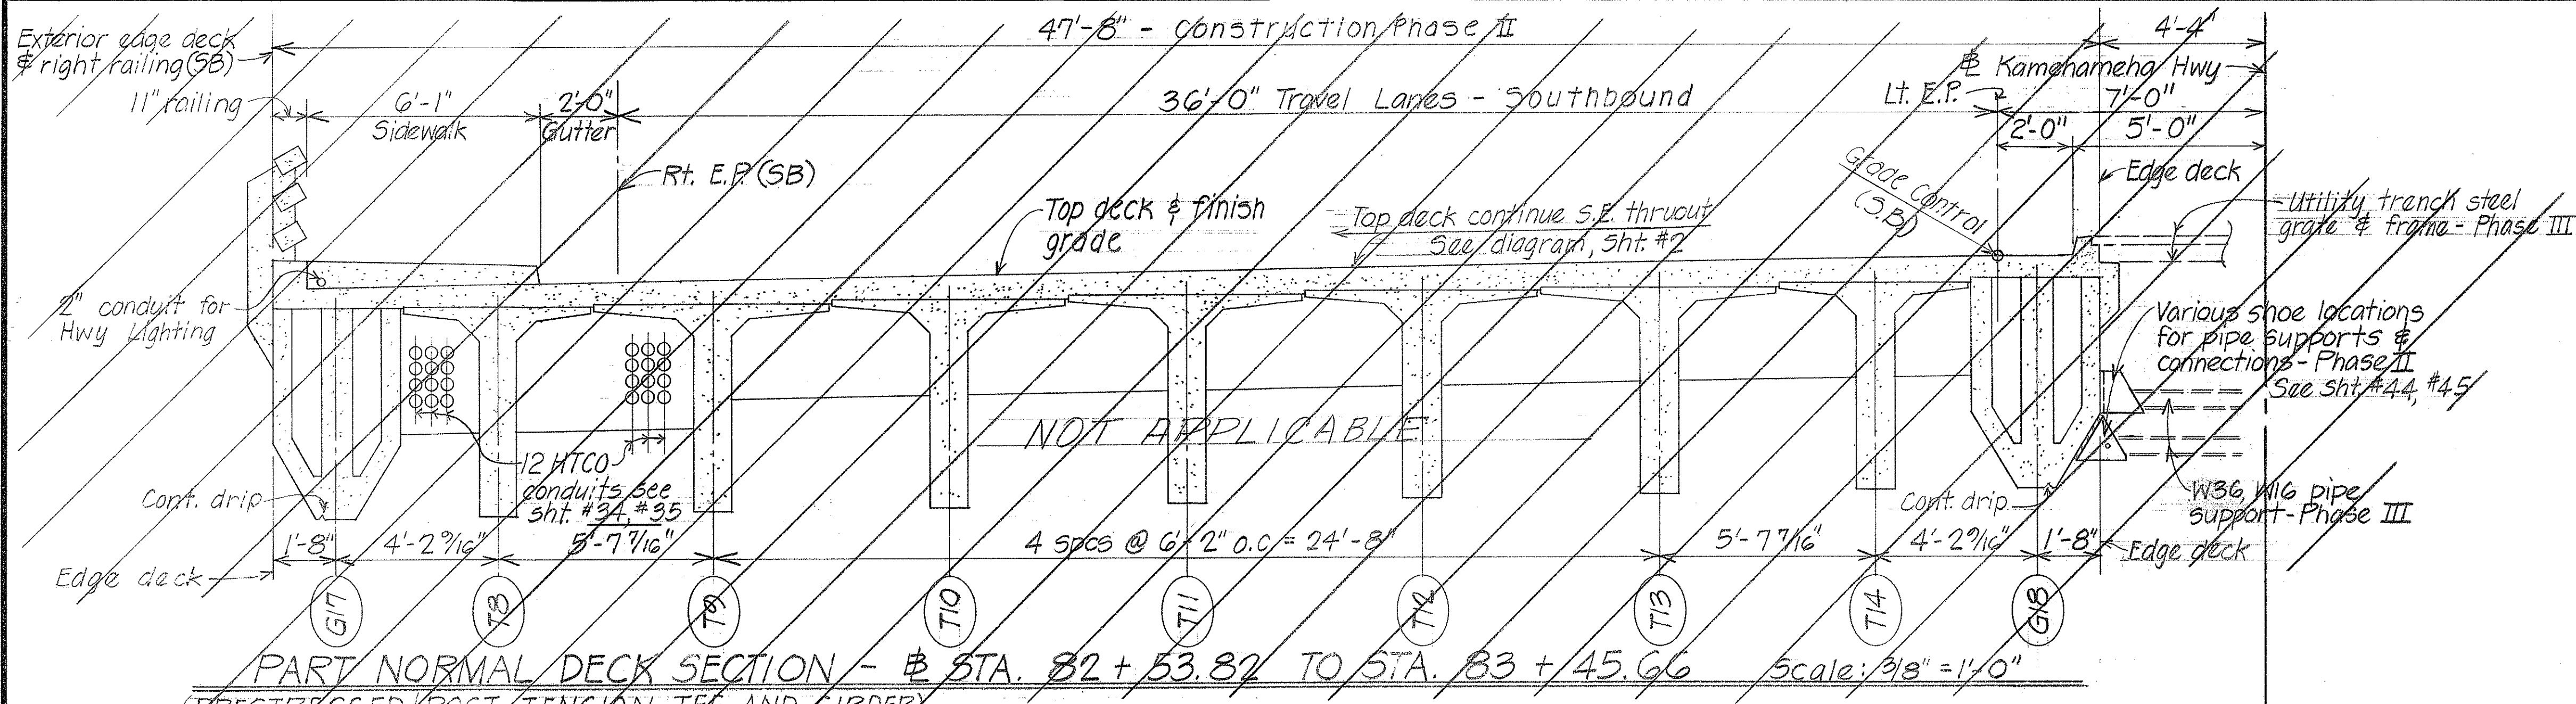 47'-8" - Construction Phase II
4'-4"
Exterior edge deck
& right railing (SB)
℄ Kamehameha Hwy
11" railing
6'-1"
Sidewalk
2'-0"
Gutter
36'-0" Travel Lanes - Southbound
Lt. E.P.
7'-0"
2'-0"
5'-0"
Rt. E.P. (SB)
Grade Control
(S.B.)
Edge deck
Top deck & finish
grade
Top deck continue S.E. thruout
See diagram, Sht. #2
Utility trench steel
grate & frame - Phase III
2" conduit for
Hwy Lighting
Various shoe locations
for pipe supports &
connections - Phase II
See Sht. #44, #45
NOT APPLICABLE
12 HTCO
conduits see
sht. #34, #35
Cont. drip
Cont. drip
W36, W16 pipe
support - Phase III
1'-8"
4'-2 9/16"
5'-7 7/16"
4 spcs @ 6'-2" o.c = 24'-8"
5'-7 7/16"
4'-2 9/16"
1'-8"
Edge deck
Edge deck
G17
T8
T9
T10
T11
T12
T13
T14
G18
PART NORMAL DECK SECTION - ℄ STA. 82 + 53.82 TO STA. 83 + 45.66 Scale: 3/8" = 1'-0"
(PRESTRESSED/POST TENSION TEE AND GIRDER)